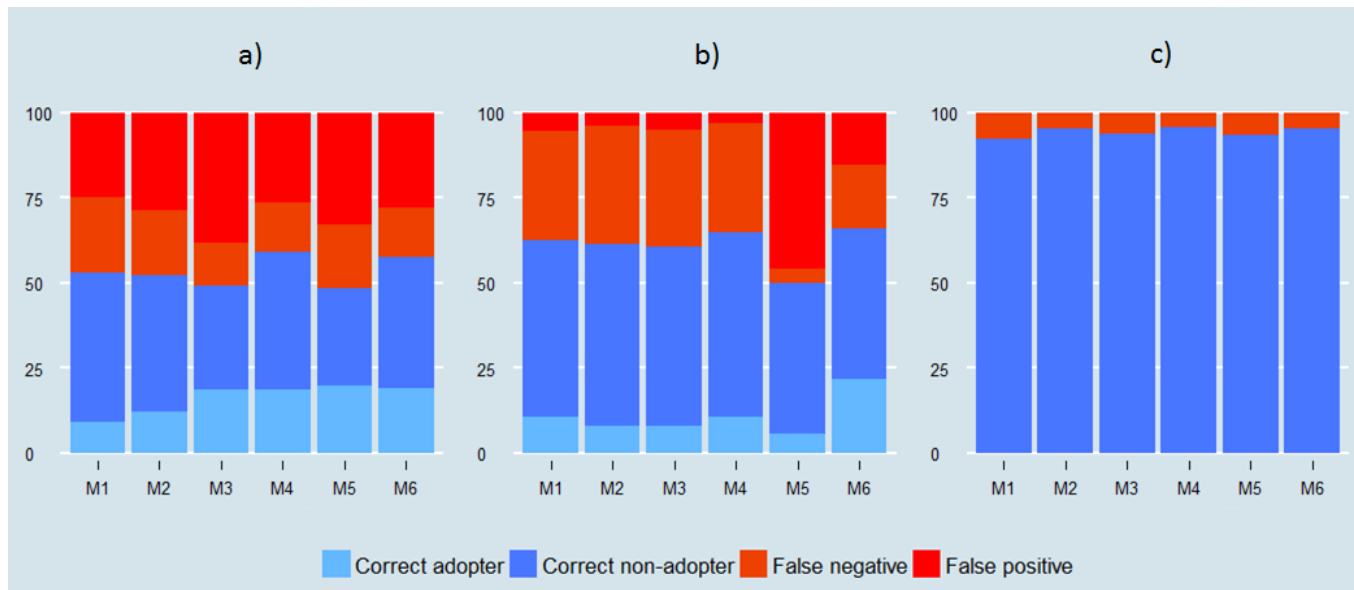 a) b) c)
100 100 100
75 75 75
50 50 50
25 25 25
0 0 0
M1 M2 M3 M4 M5 M6 M1 M2 M3 M4 M5 M6 M1 M2 M3 M4 M5 M6
Correct adopter Correct non-adopter False negative False positive